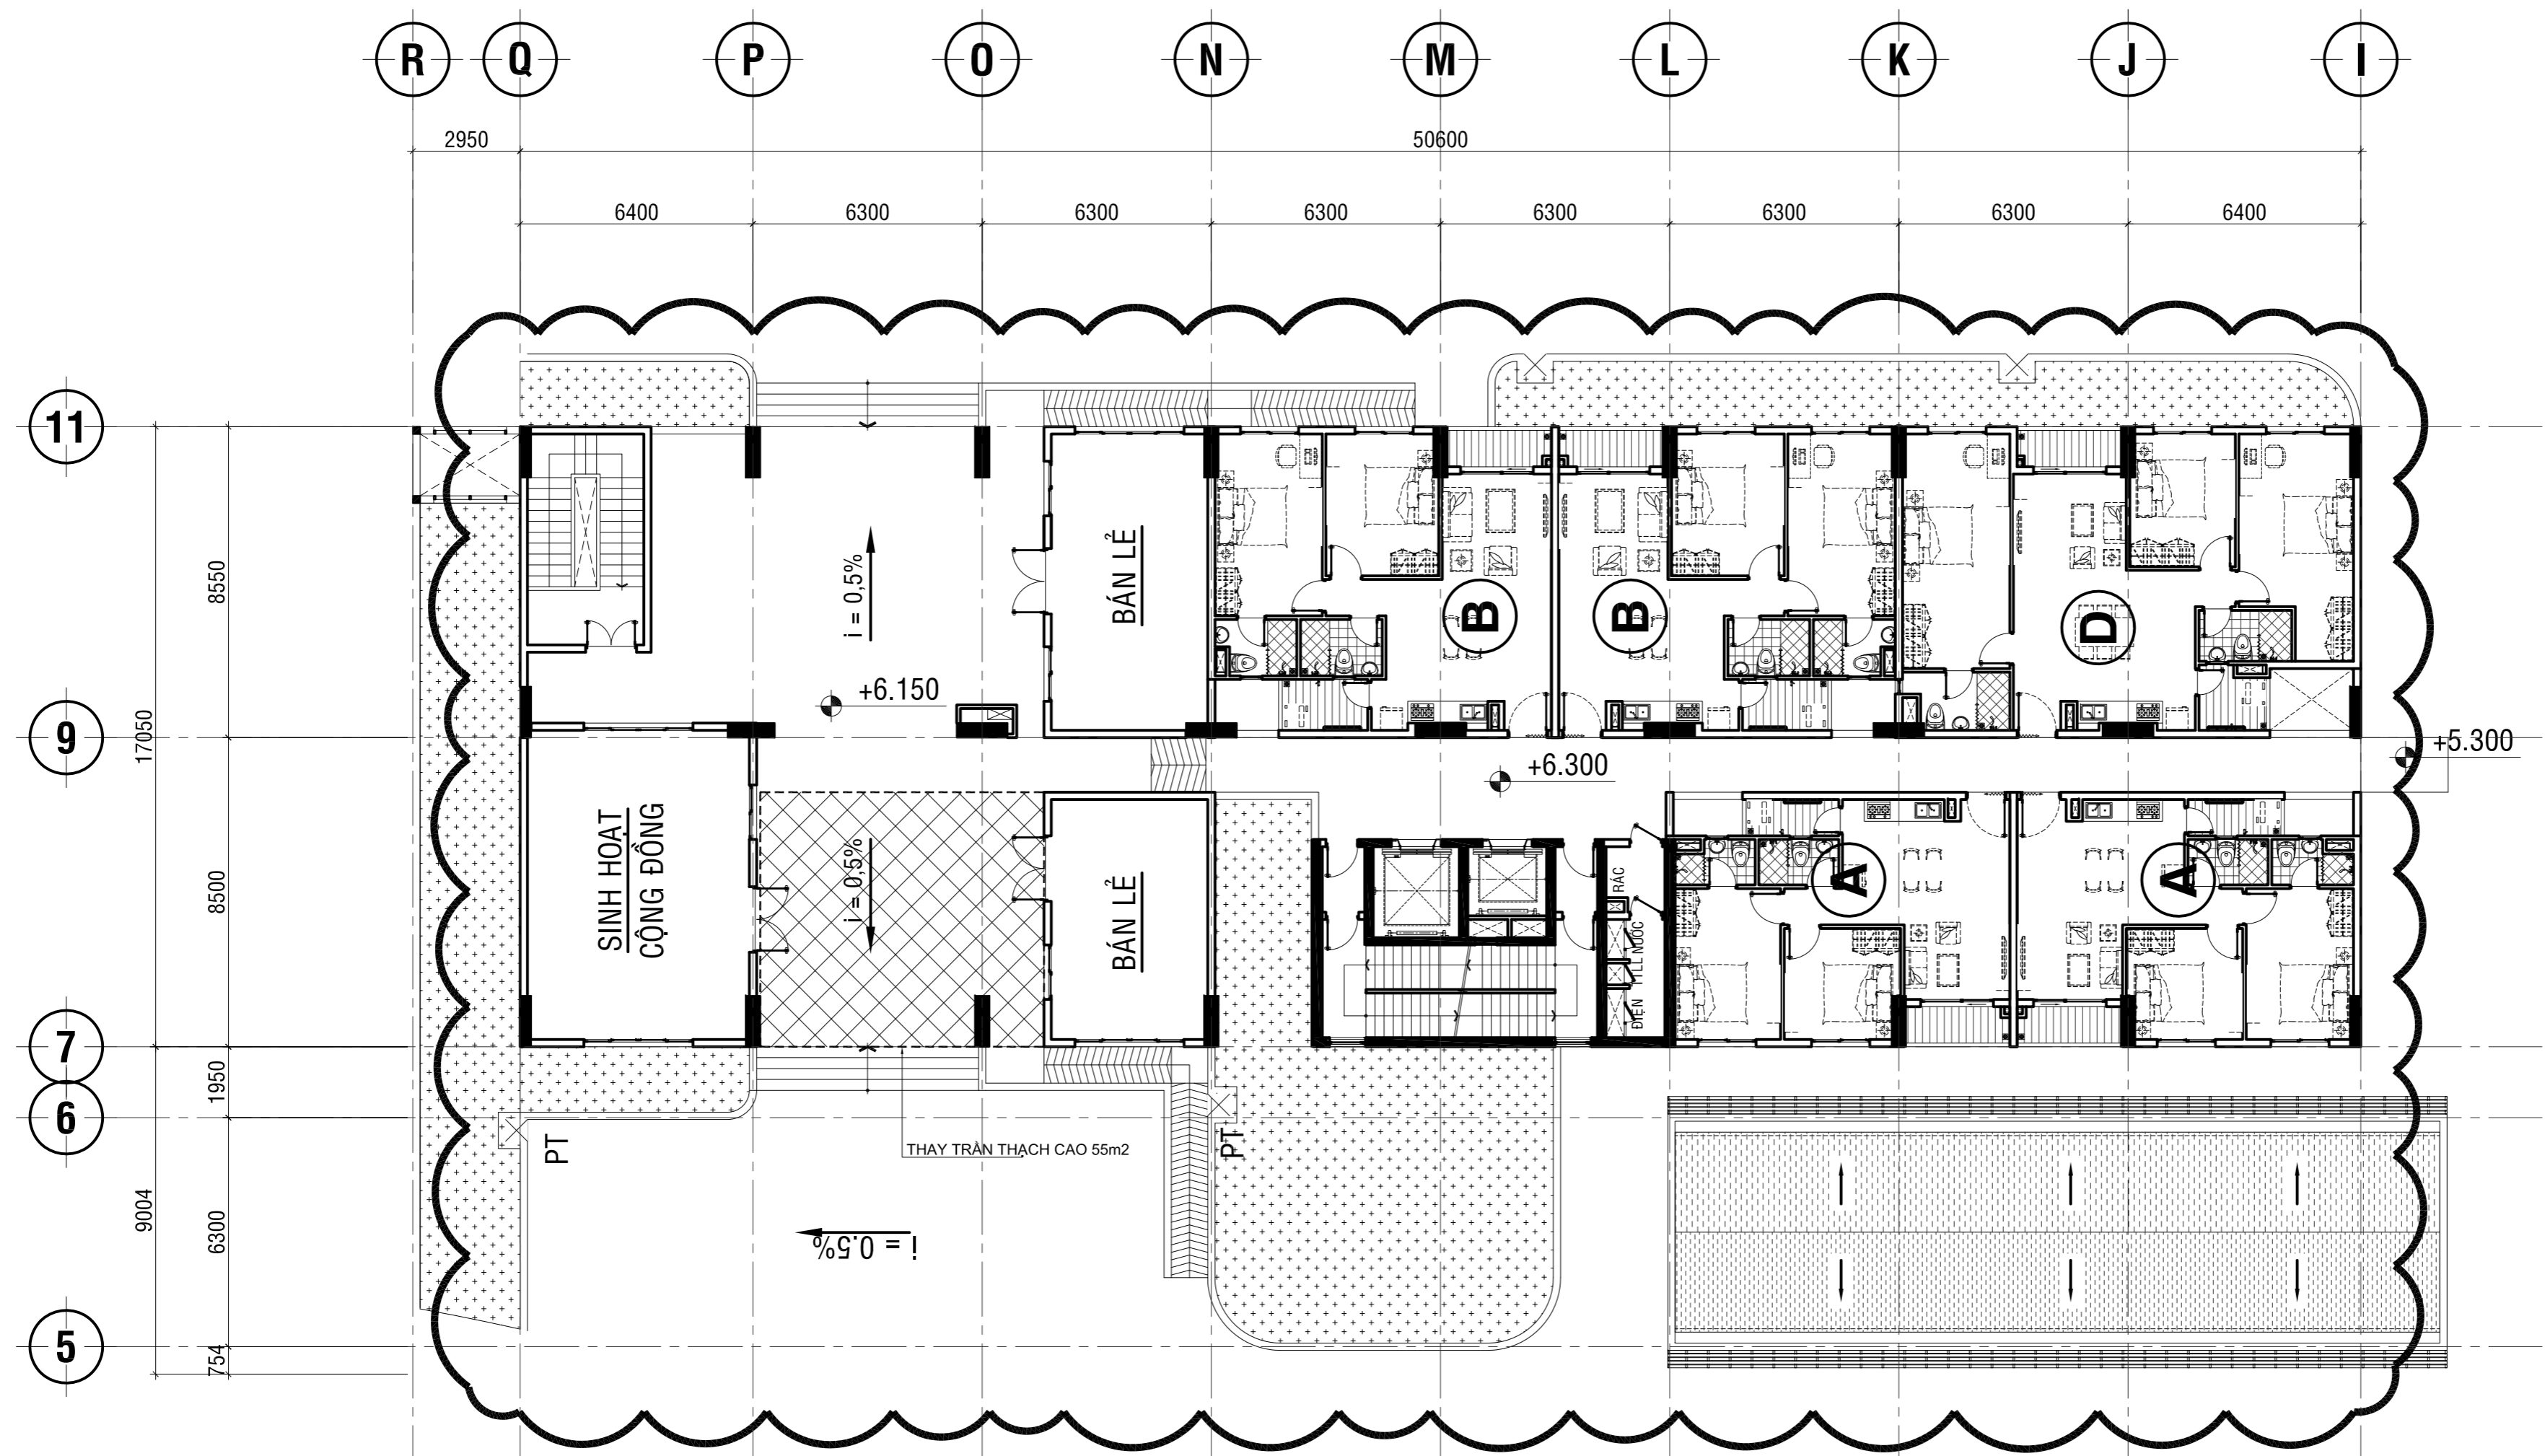 R Q P O N M L K J I
2950 50600
6400 6300 6300 6300 6300 6300 6300 6400
11
9
7
6
5
17050
8550
8500
1950
9004
6300
754
i = 0,5%
BÁN LẺ
B
B
D
+6.150
+6.300
+5.300
SINH HOẠT
CỘNG ĐỒNG
i = 0,5%
BÁN LẺ
RÁC
NƯỚC
TTLL
ĐIỆN
A
A
PT
PT
THAY TRẦN THẠCH CAO 55m2
i = 0.5%